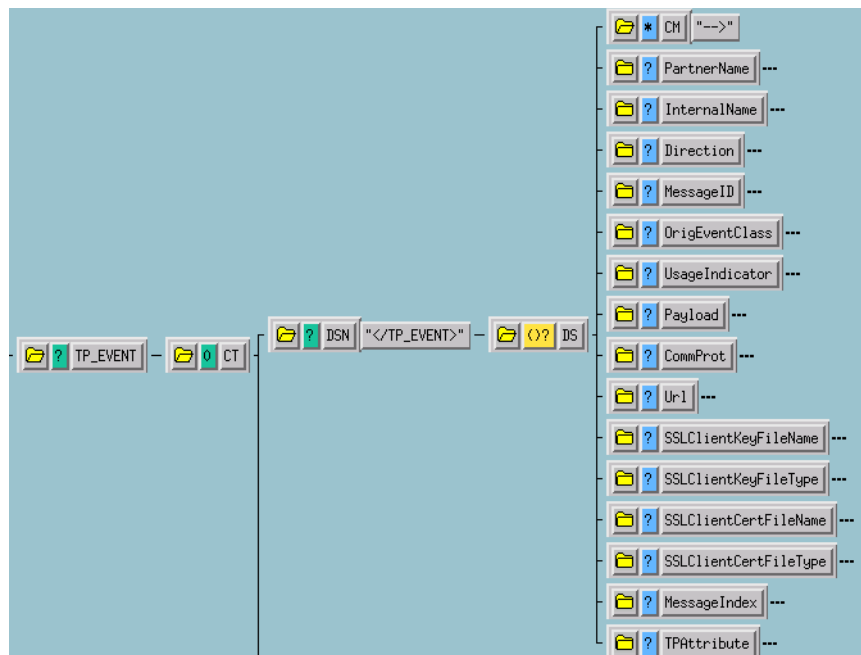 * CM "-->"
? PartnerName ---
? InternalName ---
? Direction ---
? MessageID ---
? OrigEventClass ---
? UsageIndicator ---
? Payload ---
? TP_EVENT 0 CT ? DSN "</TP_EVENT>" ()? DS
? CommProt ---
? Url ---
? SSLClientKeyFileName ---
? SSLClientKeyFileType ---
? SSLClientCertFileName ---
? SSLClientCertFileType ---
? MessageIndex ---
? TPAttribute ---